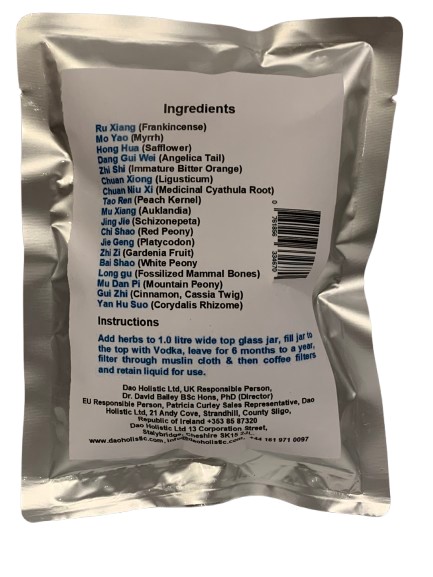 Ingredients
Ru Xiang (Frankincense)
Mo Yao (Myrrh)
Hong Hua (Safflower)
Dang Gui Wei (Angelica Tail)
Zhi Shi (Immature Bitter Orange)
Chuan Xiong (Ligusticum)
Chuan Niu Xi (Medicinal Cyathula Root)
Tao Ren (Peach Kernel)
Mu Xiang (Auklandia)
Jing Jie (Schizonepeta)
Chi Shao (Red Peony)
Jie Geng (Platycodon)
Zhi Zi (Gardenia Fruit)
Bai Shao (White Peony
Long gu (Fossilized Mammal Bones)
Mu Dan Pi (Mountain Peony)
Gui Zhi (Cinnamon, Cassia Twig)
Yan Hu Suo (Corydalis Rhizome)
Instructions
Add herbs to 1.0 litre wide top glass jar, fill jar to
the top with Vodka, leave for 6 months to a year,
filter through muslin cloth & then coffee filters
and retain liquid for use.
Dao Holistic Ltd, UK Responsible Person,
Dr. David Bailey BSc Hons, PhD (Director)
EU Responsible Person, Patricia Curley Sales Representative, Dao
Holistic Ltd, 21 Andy Cove, Strandhill, County Sligo,
Republic of Ireland +353 85 87320
Dao Holistic Ltd 13 Corporation Street,
Stalybridge, Cheshire SK15
www.daoholistic.com, info@daoholistic. +44 161 971 0097